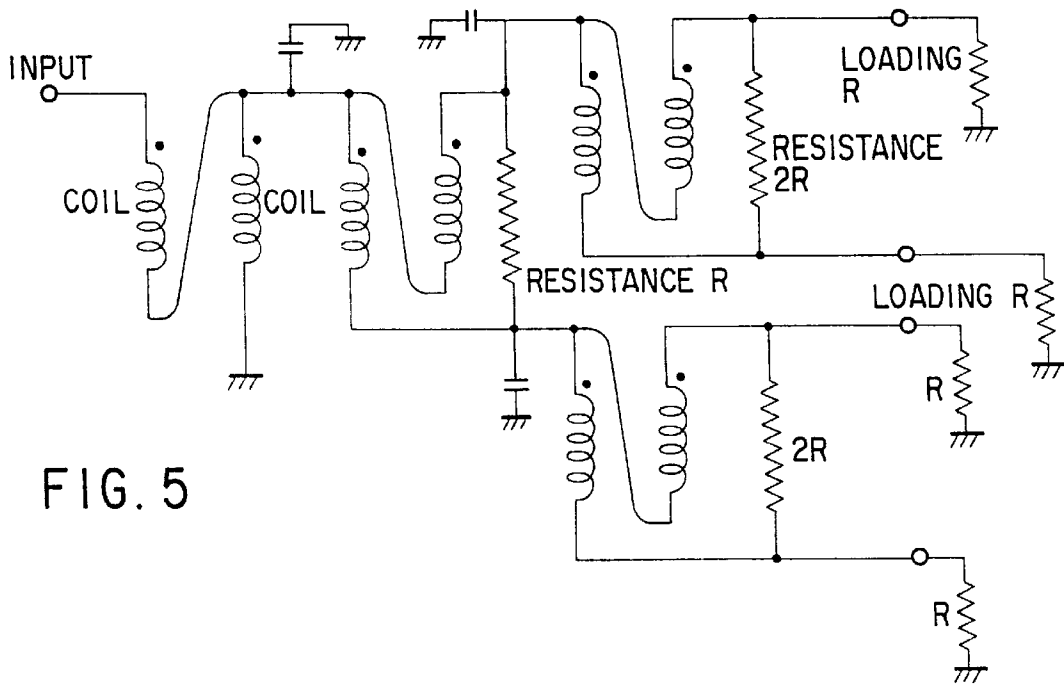 INPUT
COIL
COIL
RESISTANCE R
LOADING
R
RESISTANCE
2R
LOADING R
R
2R
R
FIG. 5